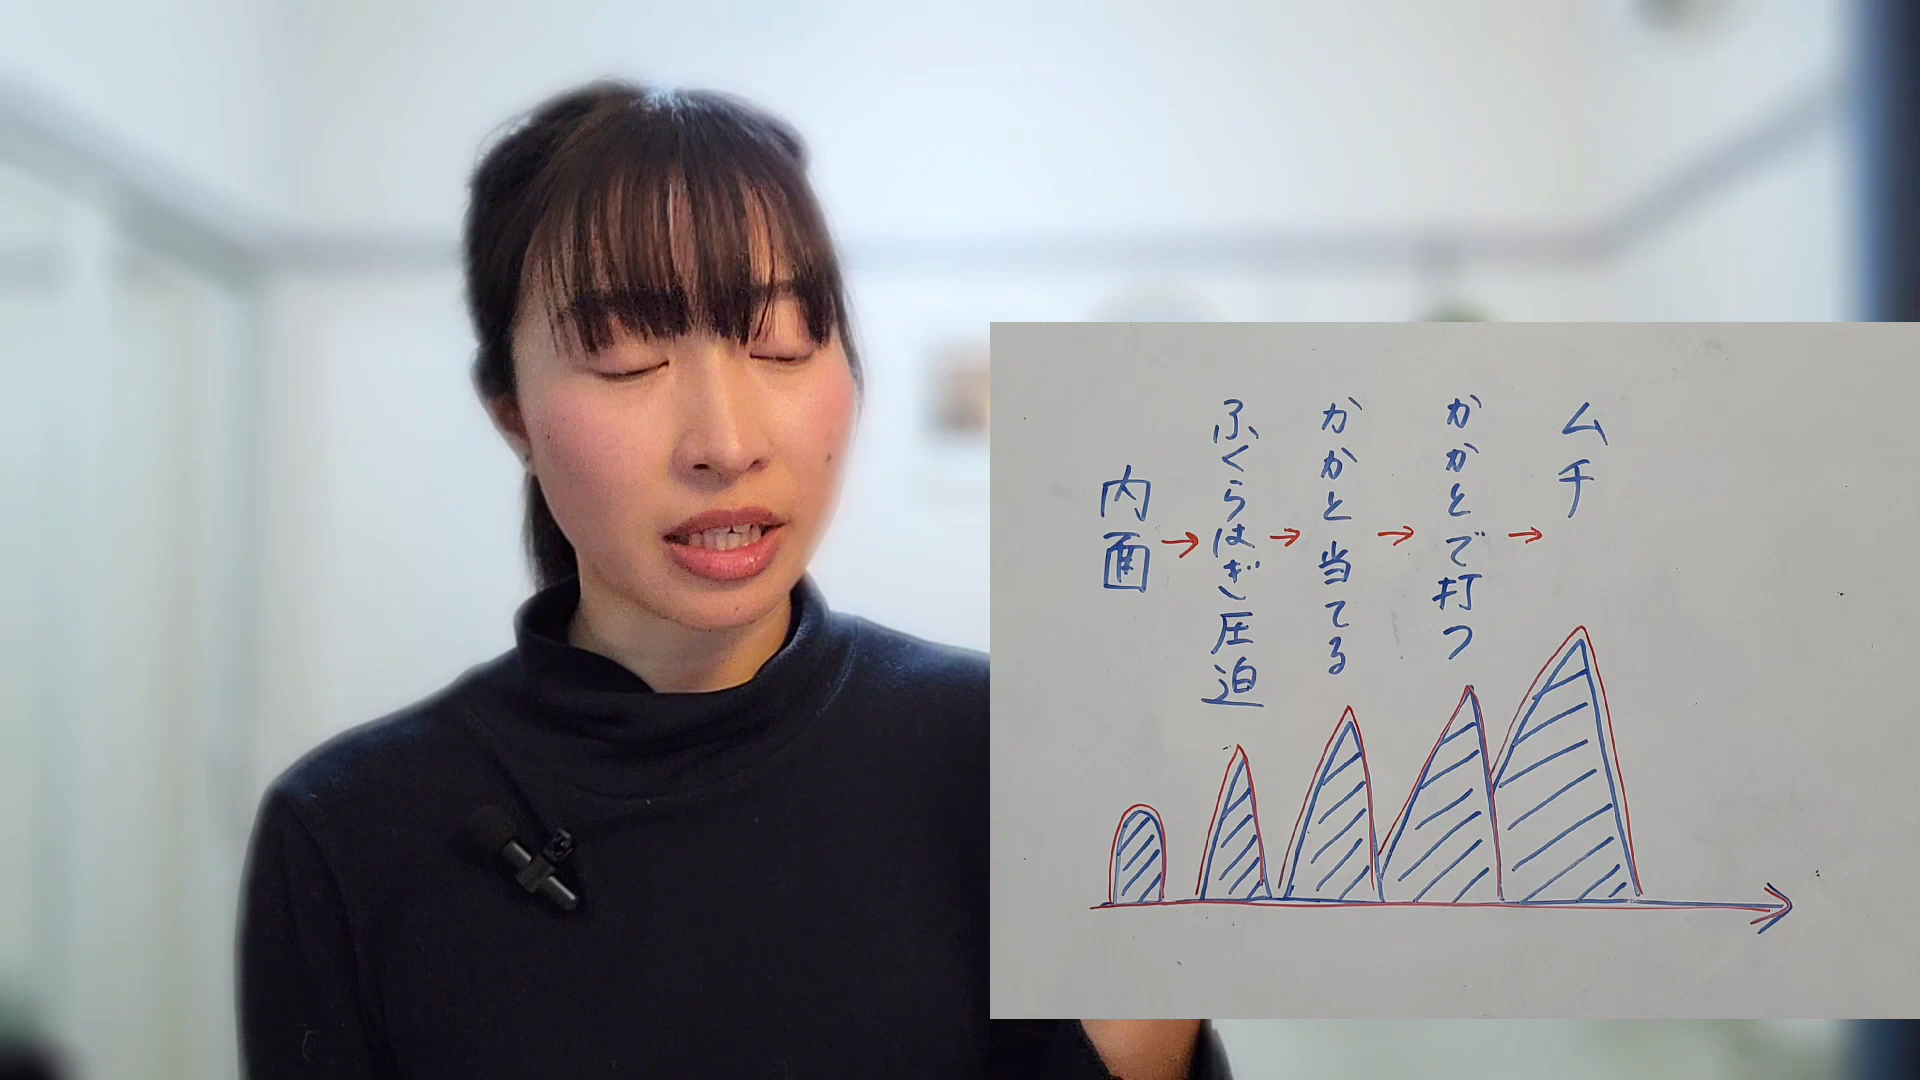 内面
→
ふくらはぎ圧迫
→
かかと当てる
→
かかとで打つ
→
ムチ